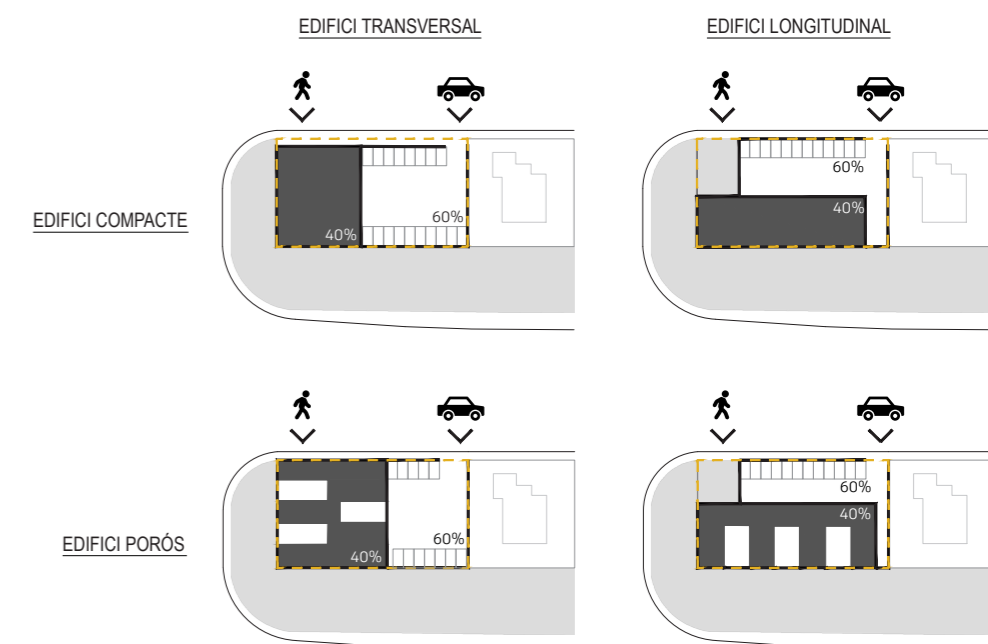 EDIFICI TRANSVERSAL
EDIFICI LONGITUDINAL
EDIFICI COMPACTE
60%
40%
60%
40%
EDIFICI PORÓS
60%
40%
60%
40%